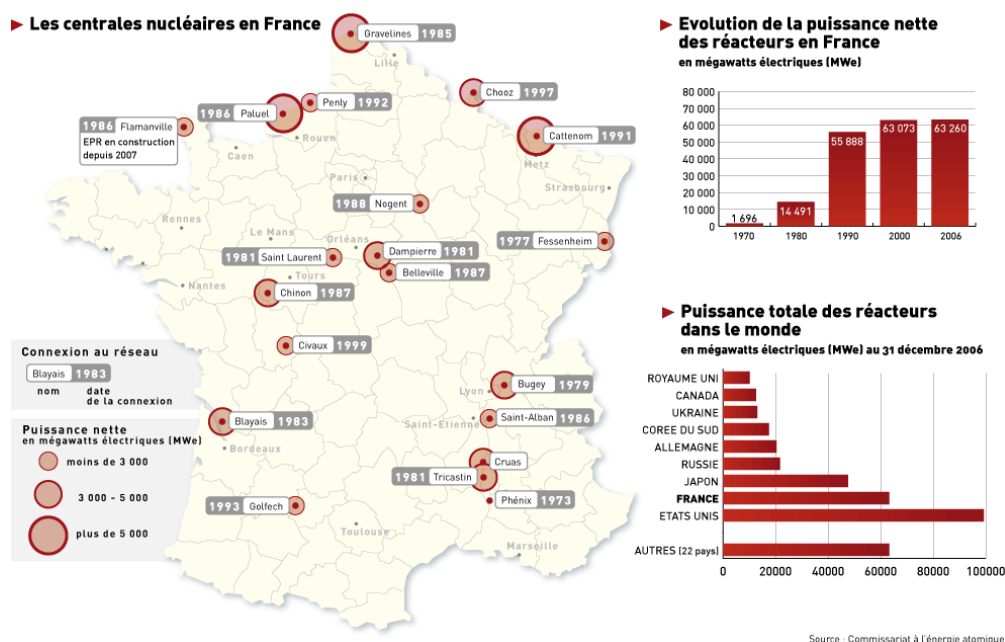 ► Les centrales nucléaires en France
Gravelines 1985
Lille
Chooz 1997
Penly 1992
1986 Paluel
1986 Flamanville
EPR en construction
depuis 2007
Rouen
Caen
Cattenom 1991
Metz
Paris
Strasbourg
1988 Nogent
Rennes
Le Mans
Orléans
1977 Fessenheim
Dampierre 1981
1981 Saint Laurent
Belleville 1987
Tours
Nantes
Chinon 1987
Civaux 1999
Bugey 1979
Lyon
Saint-Alban 1986
Saint-Etienne
Blayais 1983
Bordeaux
Cruas
1981 Tricastin
Phénix 1973
1993 Golfech
Toulouse
Marseille
Connexion au réseau
Blayais 1983
nom date
de la connexion
Puissance nette
en mégawatts électriques (MWe)
moins de 3 000
3 000 - 5 000
plus de 5 000
► Evolution de la puissance nette
des réacteurs en France
en mégawatts électriques (MWe)
80 000
70 000
60 000
50 000
40 000
30 000
20 000
10 000
0
1 696
14 491
55 888
63 073
63 260
1970 1980 1990 2000 2006
► Puissance totale des réacteurs
dans le monde
en mégawatts électriques (MWe) au 31 décembre 2006
ROYAUME UNI
CANADA
UKRAINE
COREE DU SUD
ALLEMAGNE
RUSSIE
JAPON
FRANCE
ETATS UNIS
AUTRES (22 pays)
0 20000 40000 60000 80000 100000
Source : Commissariat à l'énergie atomique